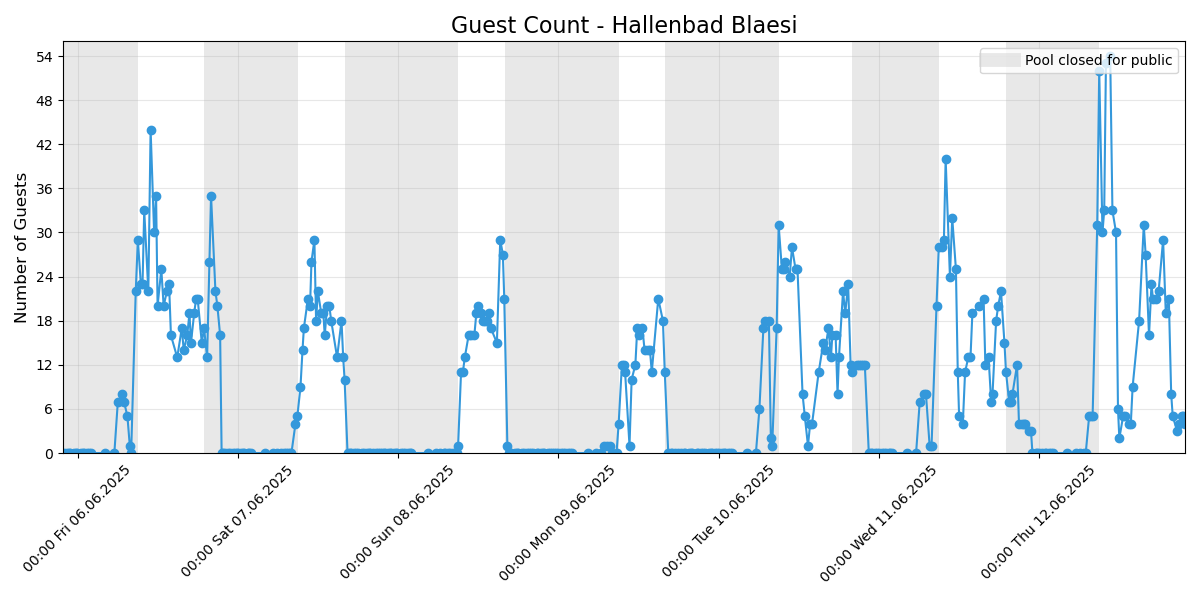 Guest Count - Hallenbad Blaesi
Pool closed for public
Number of Guests
54
48
42
36
30
24
18
12
6
0
00:00 Fri 06.06.2025
00:00 Sat 07.06.2025
00:00 Sun 08.06.2025
00:00 Mon 09.06.2025
00:00 Tue 10.06.2025
00:00 Wed 11.06.2025
00:00 Thu 12.06.2025